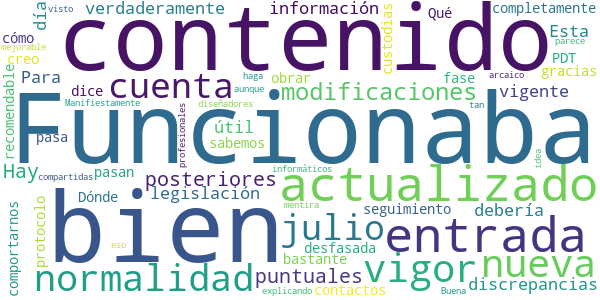 visto
verdaderamente
información
completamente
día
Qué
contenido
Esta
cómo
mejorable
creo
custodias
parece
PDT
gracias
Para
dice
cuenta
obrar
haga
aunque
fase
arcaico
modificaciones
vigente
recomendable
Manifiestamente
diseñadores
Funcionaba
útil
tan
pasa
sabemos
profesionales
idea
Hay
compartidas
pasan
posteriores
informáticos
actualizado
Dónde
legislación
mentira
seguimiento
debería
comportarnos
protocolo
bien
julio
entrada
eso
desfasada
bastante
vigor
nueva
normalidad
puntuales
discrepancias
explicando
contactos
Buena